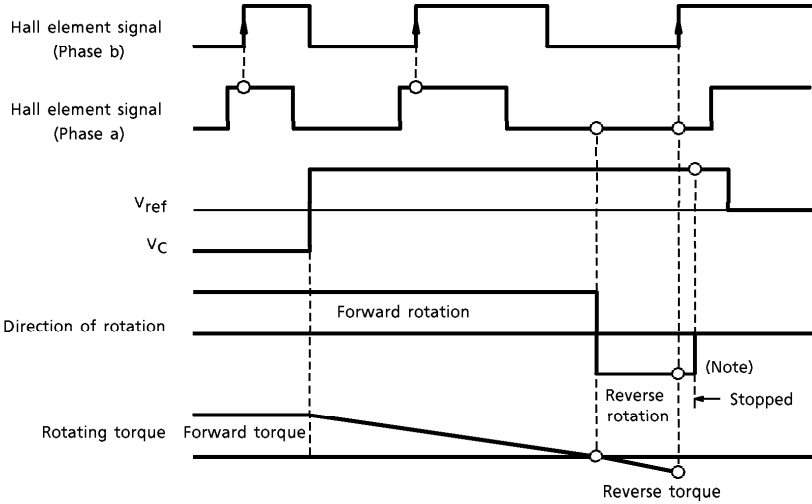 Hall element signal
(Phase b)
Hall element signal
(Phase a)
Vref
VC
Direction of rotation
Forward rotation
(Note)
Reverse
rotation
Stopped
Rotating torque
Forward torque
Reverse torque